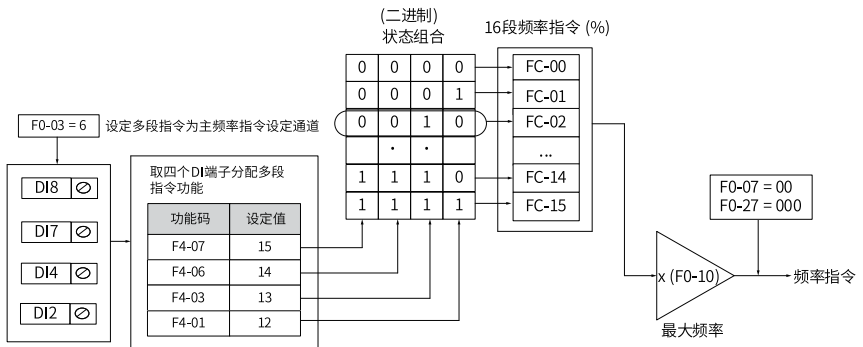 (二进制)
状态组合
16段频率指令 (%)
0 0 0 0 FC-00
0 0 0 1 FC-01
0 0 1 0 FC-02
· · ...
1 1 1 0 FC-14
1 1 1 1 FC-15
F0-03 = 6 设定多段指令为主频率指令设定通道
DI8
DI7
DI4
DI2
取四个DI端子分配多段
指令功能
功能码 设定值
F4-07 15
F4-06 14
F4-03 13
F4-01 12
F0-07 = 00
F0-27 = 000
x (F0-10)
频率指令
最大频率